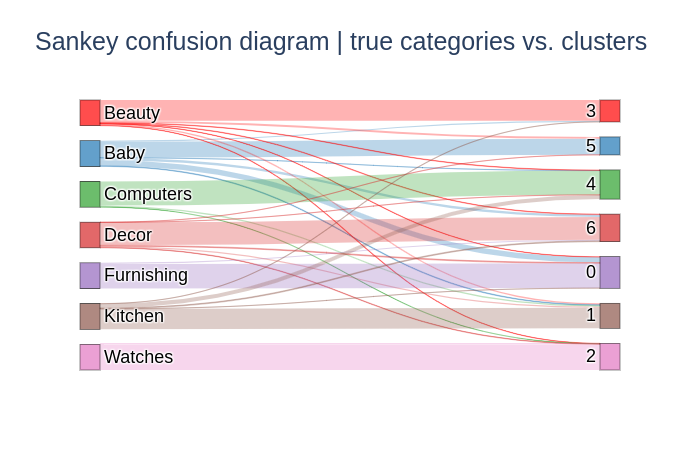 Sankey confusion diagram | true categories vs. clusters
Beauty
3
Baby
5
Computers
4
Decor
6
Furnishing
0
Kitchen
1
Watches
2